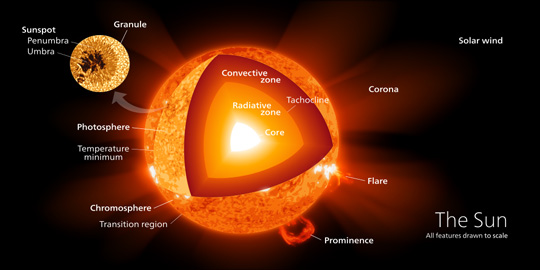 Granule
Sunspot
Penumbra
Umbra
Solar wind
Convective
zone
Corona
Radiative
zone
Tachocline
Photosphere
Core
Temperature
minimum
Flare
Chromosphere
Transition region
The Sun
All features drawn to scale
Prominence